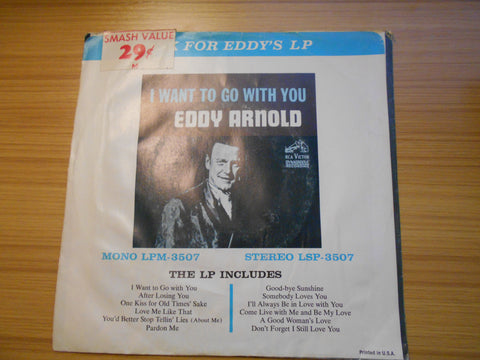 SMASH VALUE
29¢
M
K FOR EDDY'S LP
I WANT TO GO WITH YOU
EDDY ARNOLD
RCA VICTOR
DYNAGROOVE
MONO LPM-3507
STEREO LSP-3507
THE LP INCLUDES
I Want to Go with You
After Losing You
One Kiss for Old Times' Sake
Love Me Like That
You'd Better Stop Tellin' Lies (About Me)
Pardon Me
Good-bye Sunshine
Somebody Loves You
I'll Always Be in Love with You
Come Live with Me and Be My Love
A Good Woman's Love
Don't Forget I Still Love You
Printed in U.S.A.